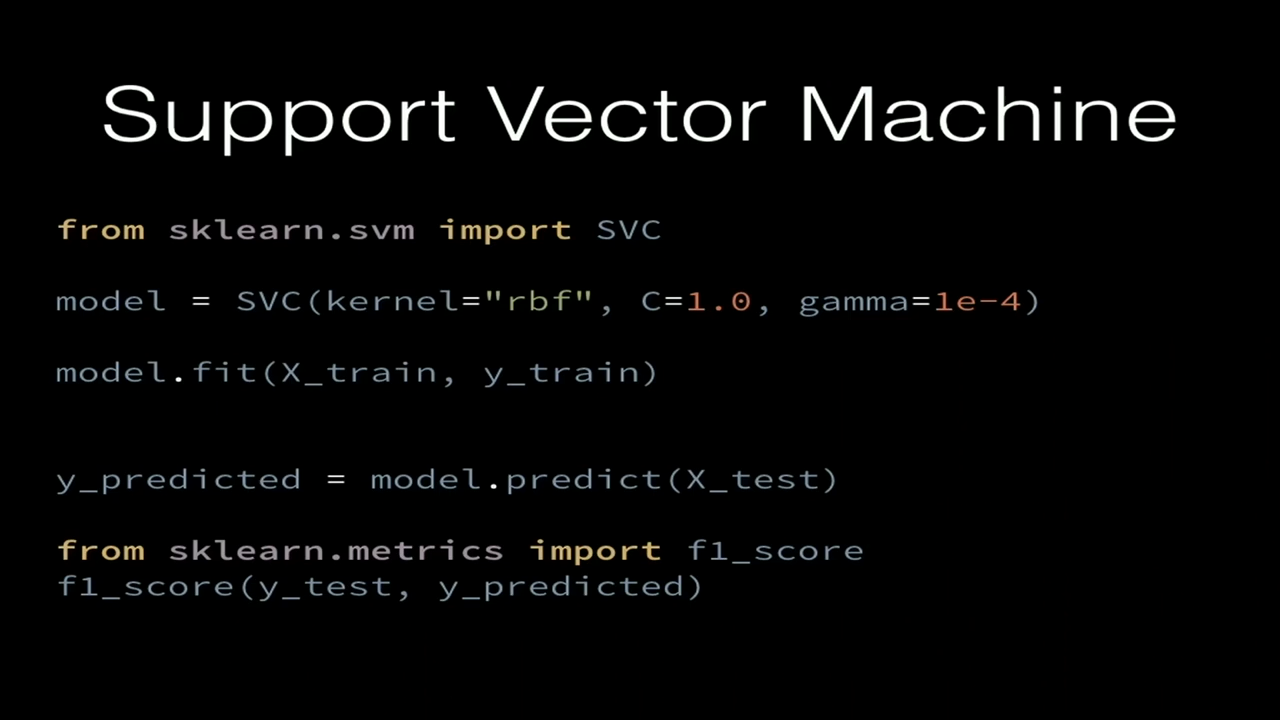 Support Vector Machine
from sklearn.svm import SVC
model = SVC(kernel="rbf", C=1.0, gamma=1e-4)
model.fit(X_train, y_train)
y_predicted = model.predict(X_test)
from sklearn.metrics import f1_score
f1_score(y_test, y_predicted)